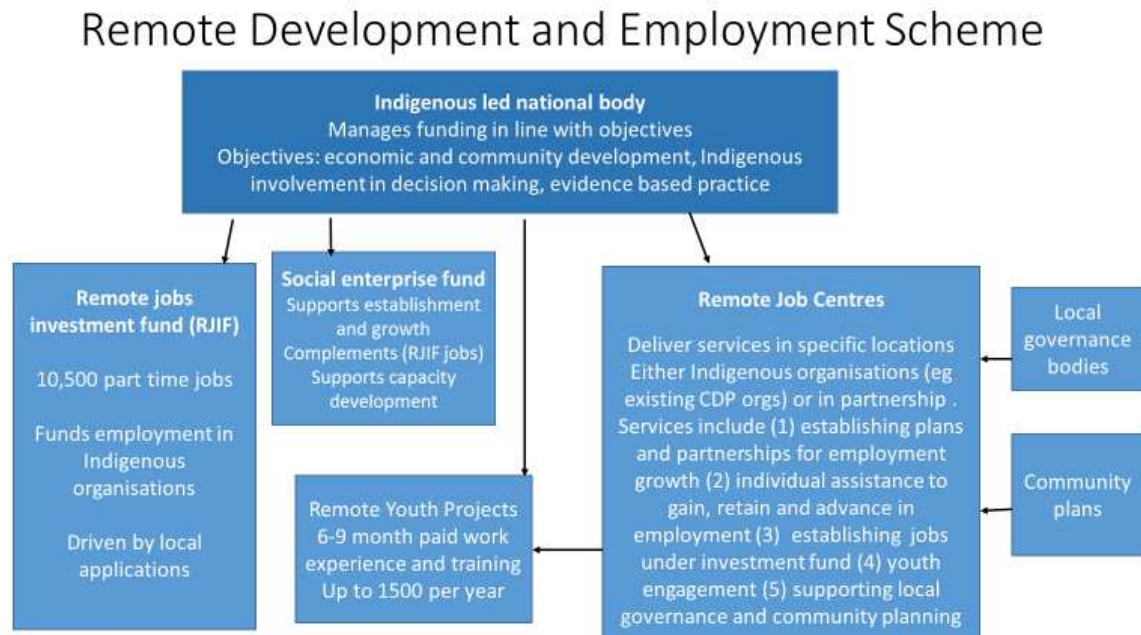 Remote Development and Employment Scheme
Indigenous led national body
Manages funding in line with objectives
Objectives: economic and community development, Indigenous
involvement in decision making, evidence based practice
Remote jobs
investment fund (RJIF)
10,500 part time jobs
Funds employment in
Indigenous
organisations
Driven by local
applications
Social enterprise fund
Supports establishment
and growth
Complements (RJIF jobs)
Supports capacity
development
Remote Youth Projects
6-9 month paid work
experience and training
Up to 1500 per year
Remote Job Centres
Deliver services in specific locations
Either Indigenous organisations (eg
existing CDP orgs) or in partnership .
Services include (1) establishing plans
and partnerships for employment
growth (2) individual assistance to
gain, retain and advance in
employment (3) establishing jobs
under investment fund (4) youth
engagement (5) supporting local
governance and community planning
Local
governance
bodies
Community
plans